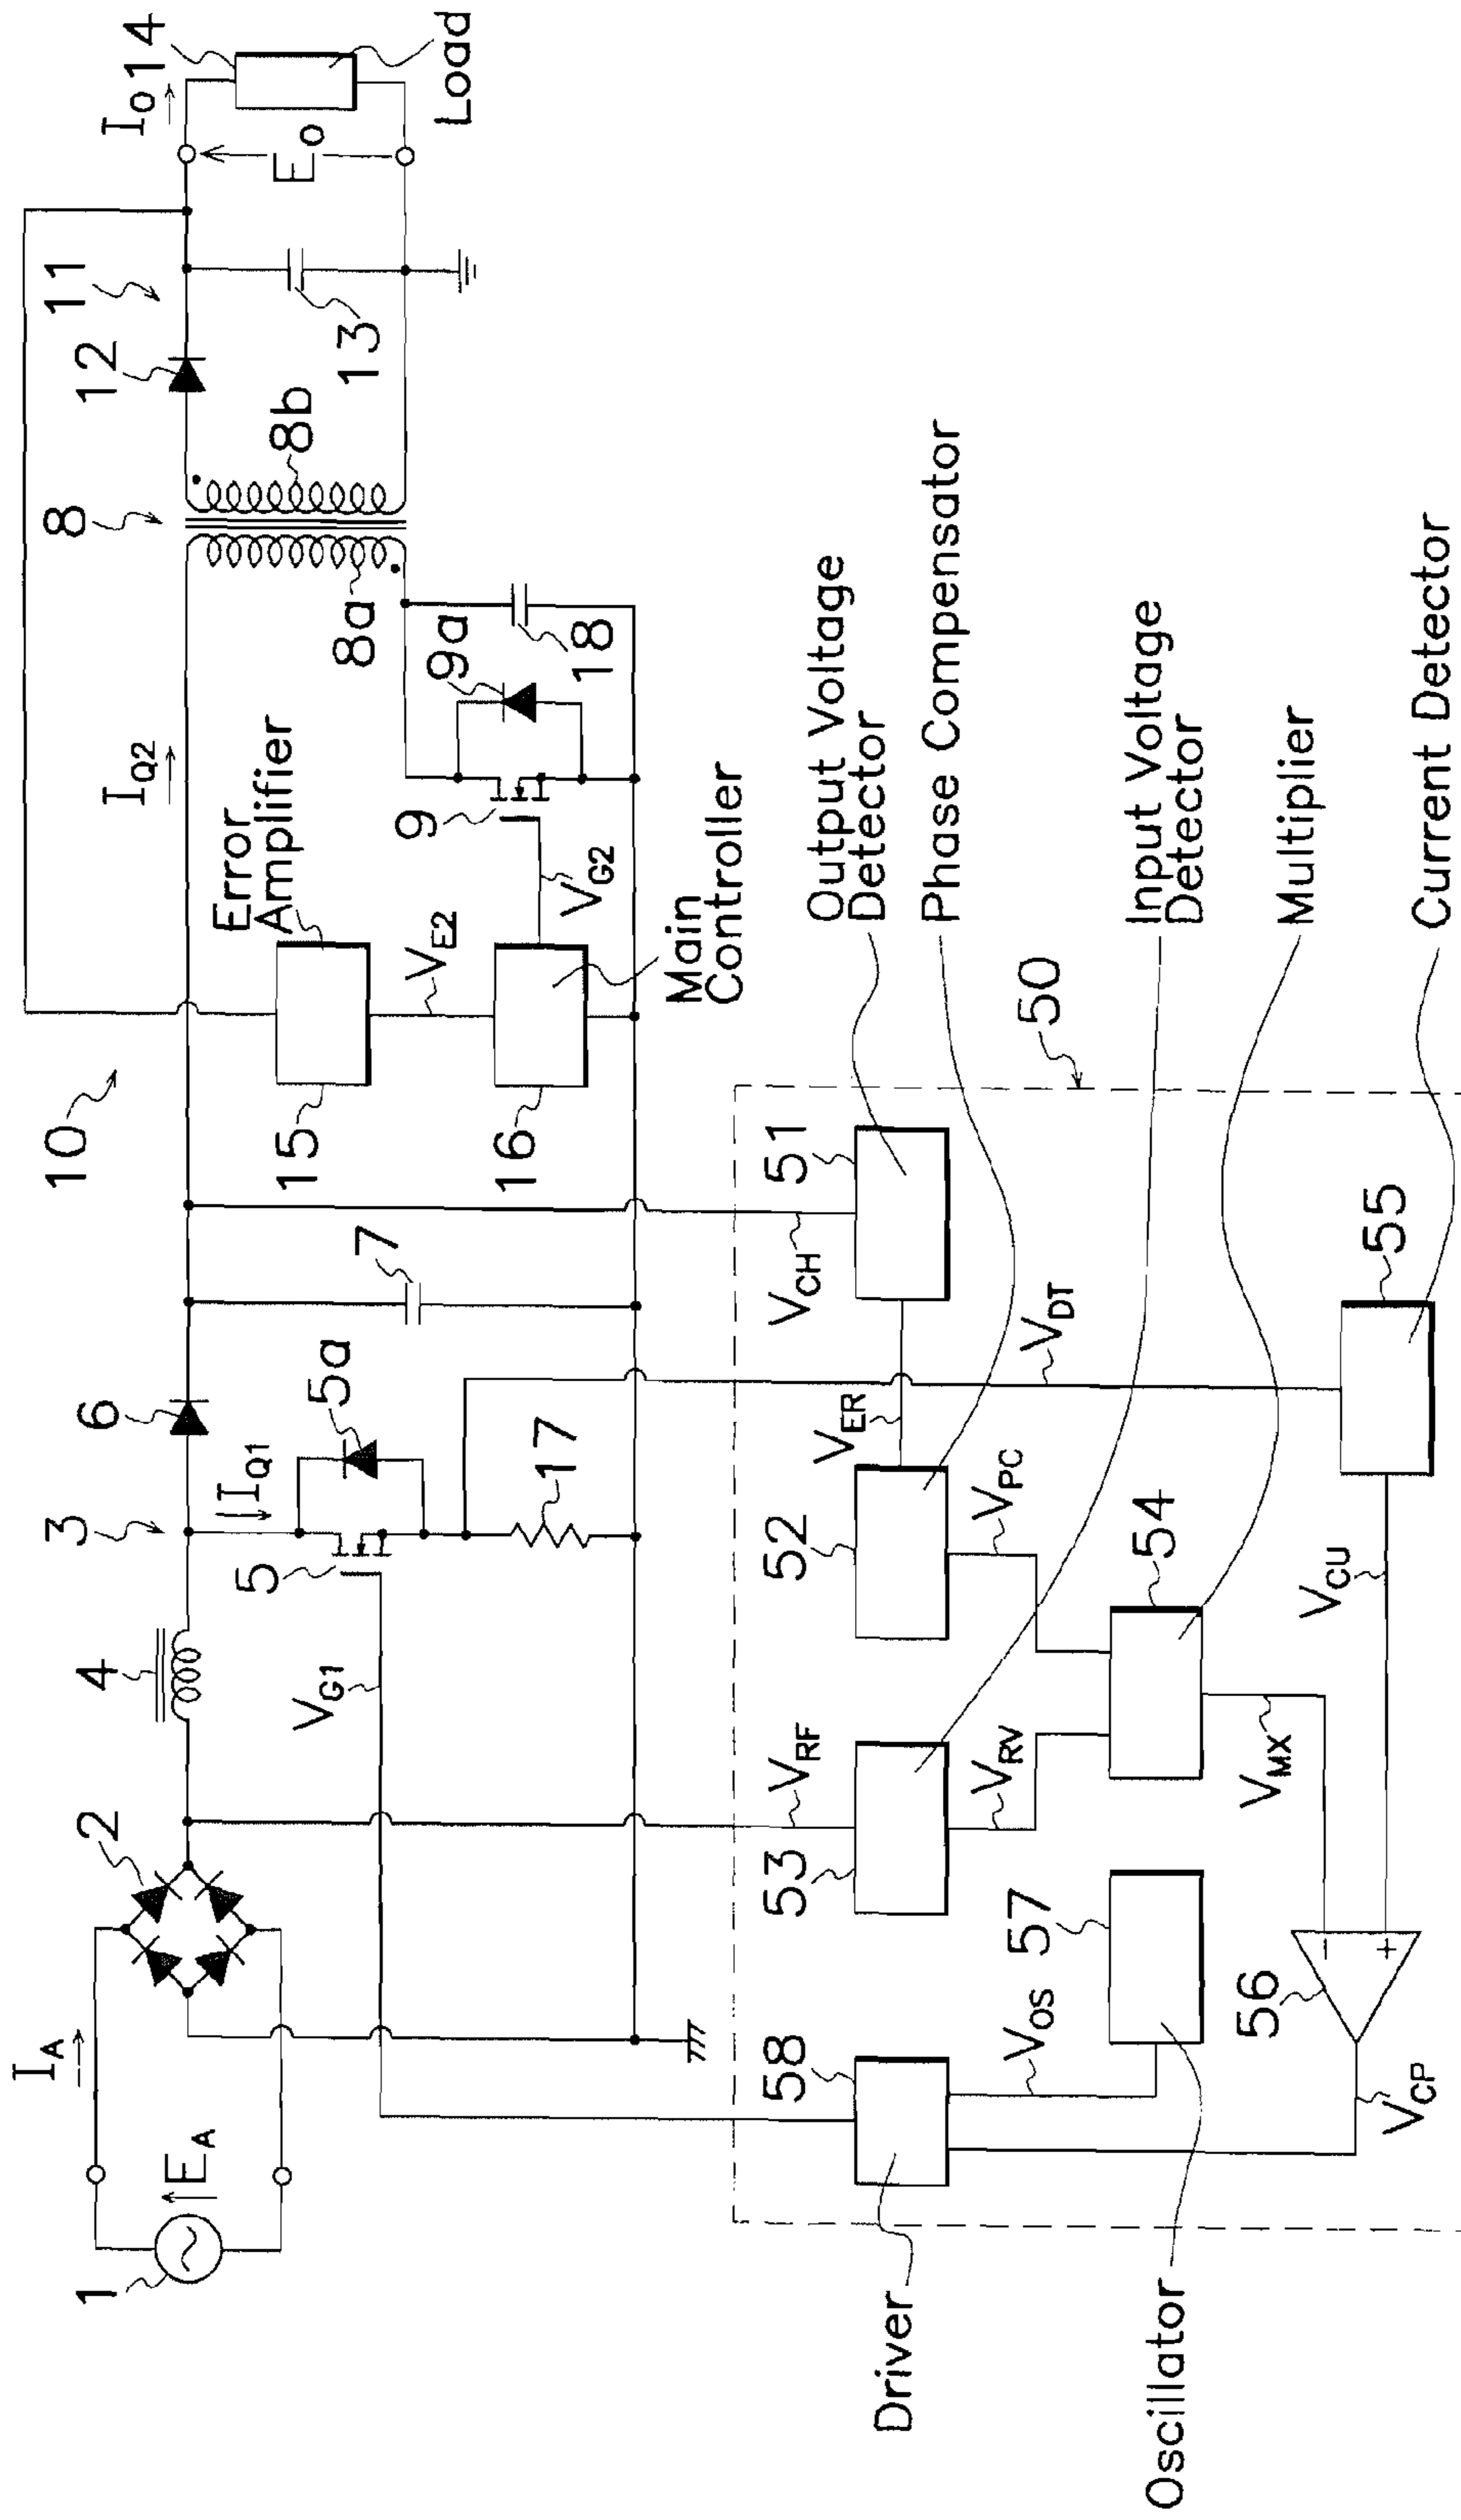 10
8
11
I_O
14
12
3
6
4
2
1
I_A
E_A
I_Q1
I_Q2
Error
Amplifier
15
V_E2
16
Main
Controller
9
9a
V_G2
8a
8b
18
13
E_O
Load
5
5a
17
7
V_G1
50
58
53
V_RF
52
V_ER
V_CH
51
V_DT
Output Voltage
Detector
Phase Compensator
Driver
V_OS
57
V_RV
V_PC
54
Input Voltage
Detector
Multiplier
Oscillator
56
V_MX
V_CU
55
V_CP
−
+
Current Detector